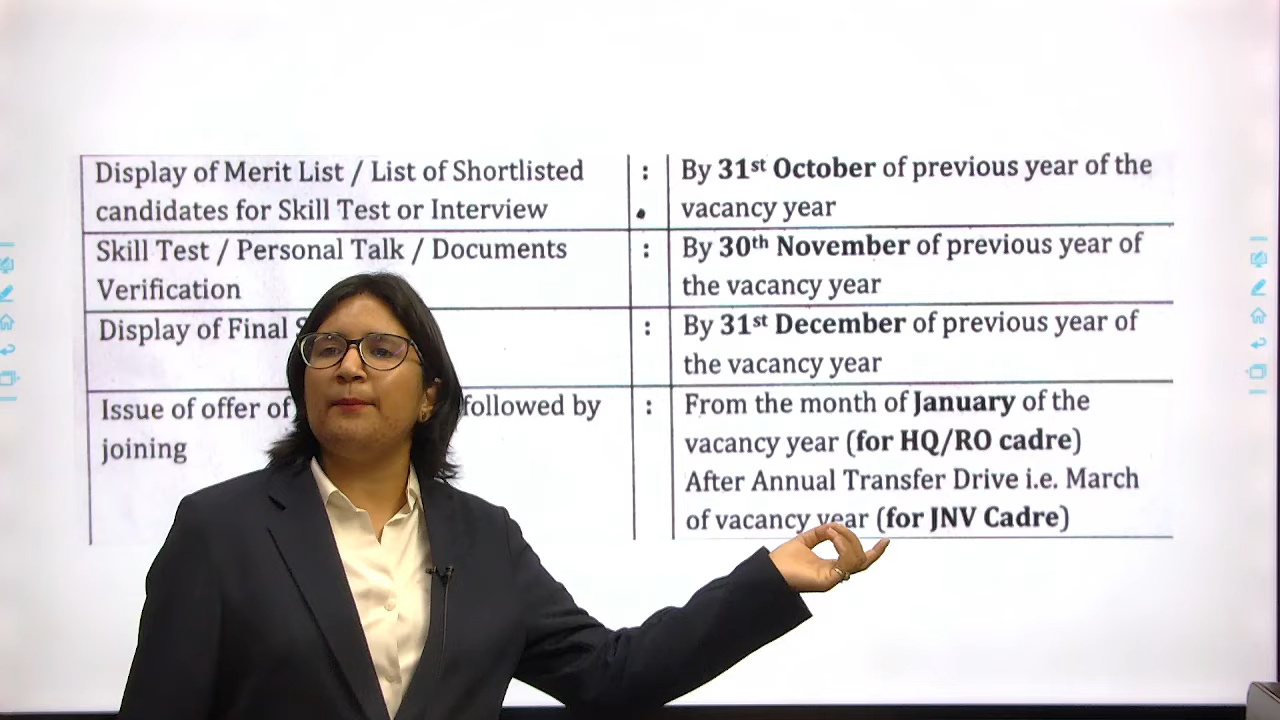 Display of Merit List / List of Shortlisted
candidates for Skill Test or Interview
:
By 31st October of previous year of the
vacancy year
Skill Test / Personal Talk / Documents
Verification
:
By 30th November of previous year of
the vacancy year
Display of Final
:
By 31st December of previous year of
the vacancy year
Issue of offer of followed by
joining
:
From the month of January of the
vacancy year (for HQ/RO cadre)
After Annual Transfer Drive i.e. March
of vacancy year (for JNV Cadre)